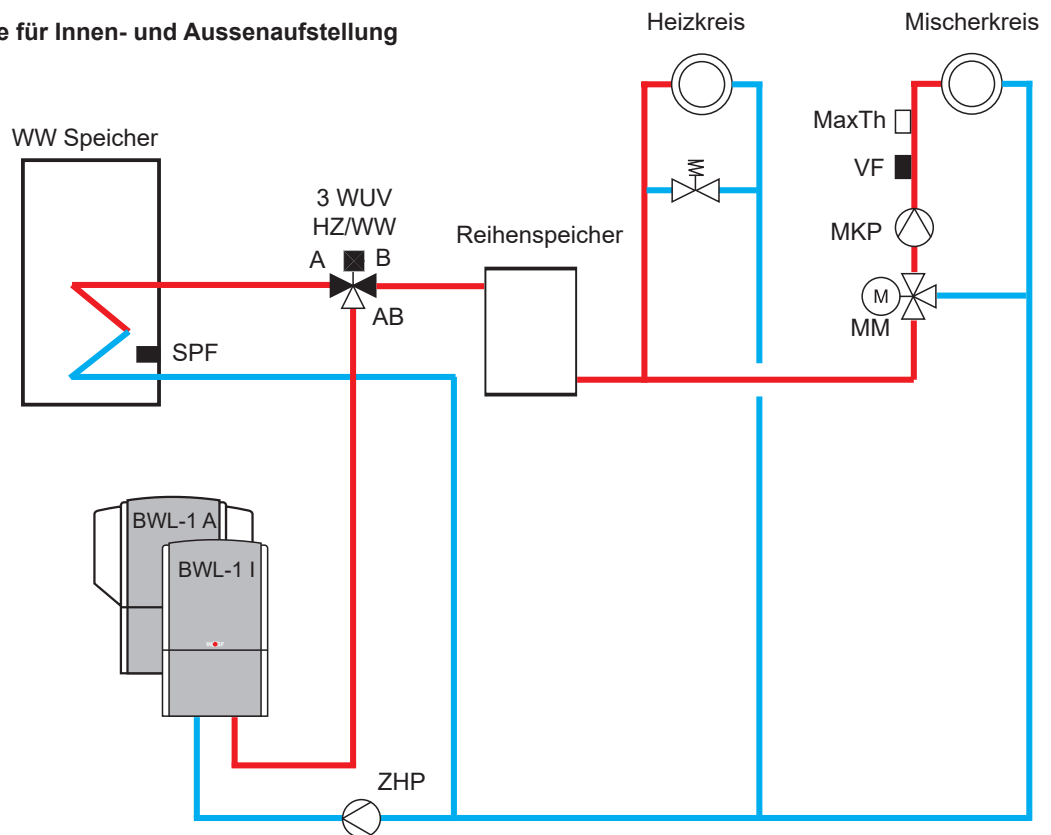 für Innen- und Aussenaufstellung
Heizkreis
Mischerkreis
WW Speicher
MaxTh
VF
3 WUV
HZ/WW
A
B
AB
Reihenspeicher
MKP
M
MM
SPF
BWL-1 A
BWL-1 I
ZHP